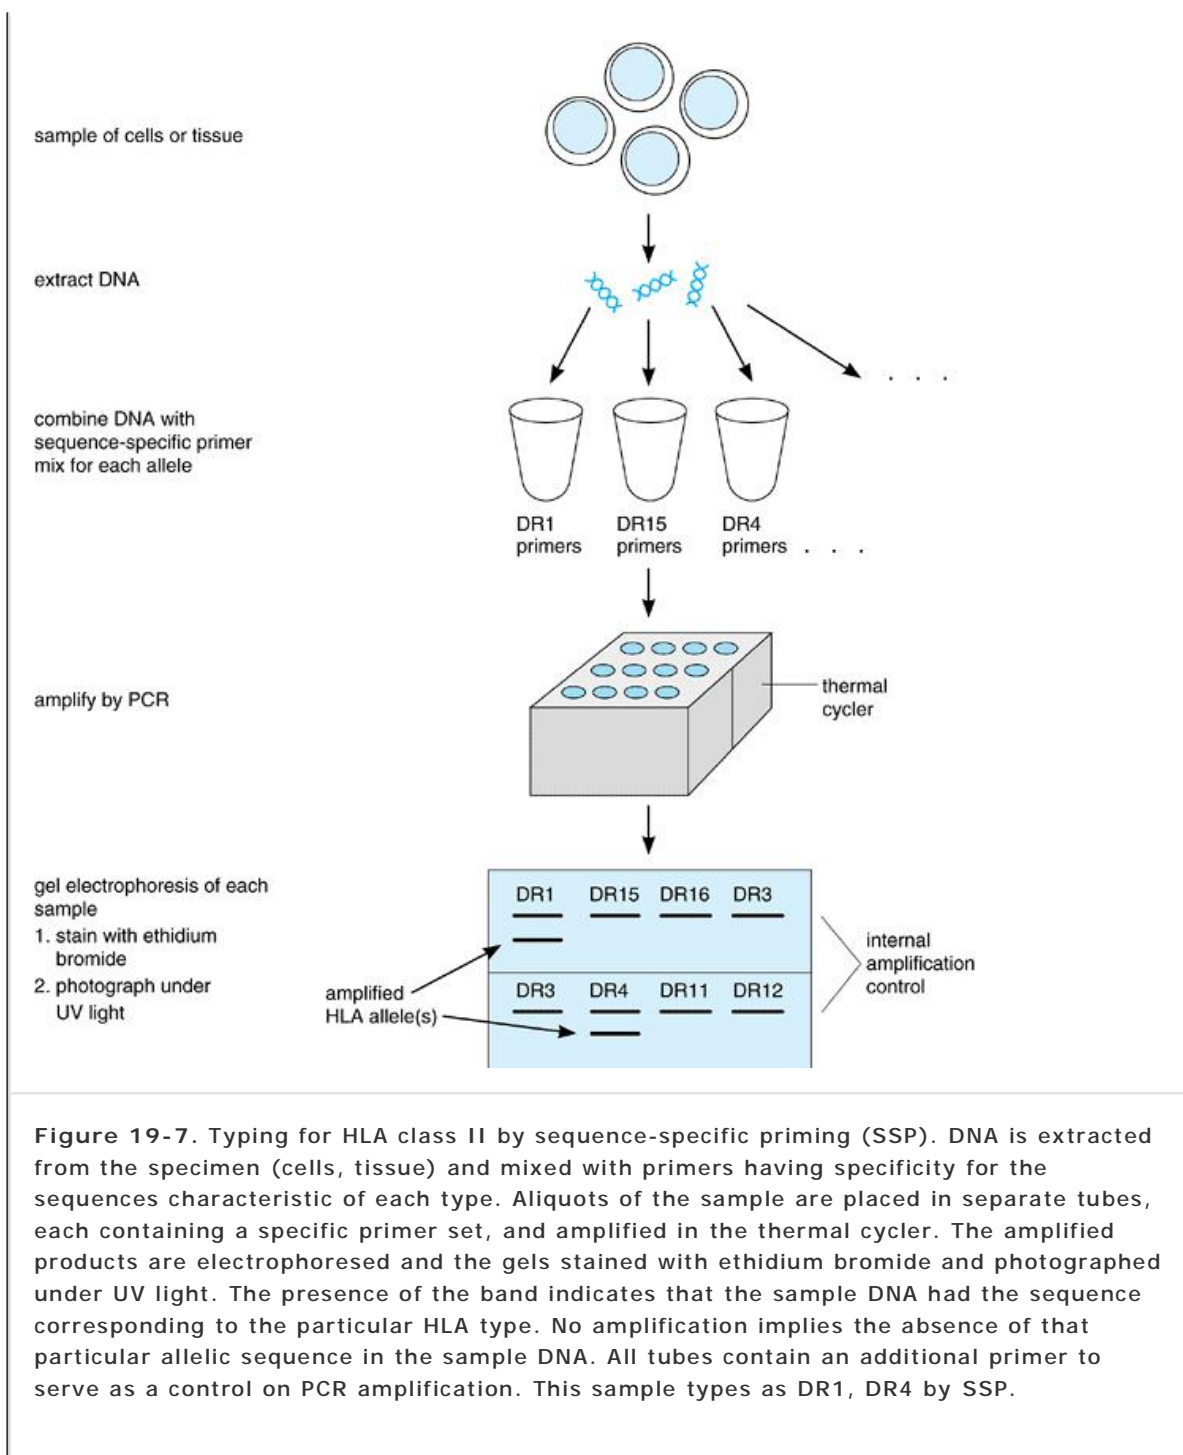 sample of cells or tissue
extract DNA
. . .
combine DNA with
sequence-specific primer
mix for each allele
DR1
primers
DR15
primers
DR4
primers . . .
amplify by PCR
thermal
cycler
gel electrophoresis of each
sample
1. stain with ethidium
bromide
2. photograph under
UV light
DR1 DR15 DR16 DR3
DR3 DR4 DR11 DR12
amplified
HLA allele(s)
internal
amplification
control
Figure 19-7. Typing for HLA class II by sequence-specific priming (SSP). DNA is extracted
from the specimen (cells, tissue) and mixed with primers having specificity for the
sequences characteristic of each type. Aliquots of the sample are placed in separate tubes,
each containing a specific primer set, and amplified in the thermal cycler. The amplified
products are electrophoresed and the gels stained with ethidium bromide and photographed
under UV light. The presence of the band indicates that the sample DNA had the sequence
corresponding to the particular HLA type. No amplification implies the absence of that
particular allelic sequence in the sample DNA. All tubes contain an additional primer to
serve as a control on PCR amplification. This sample types as DR1, DR4 by SSP.